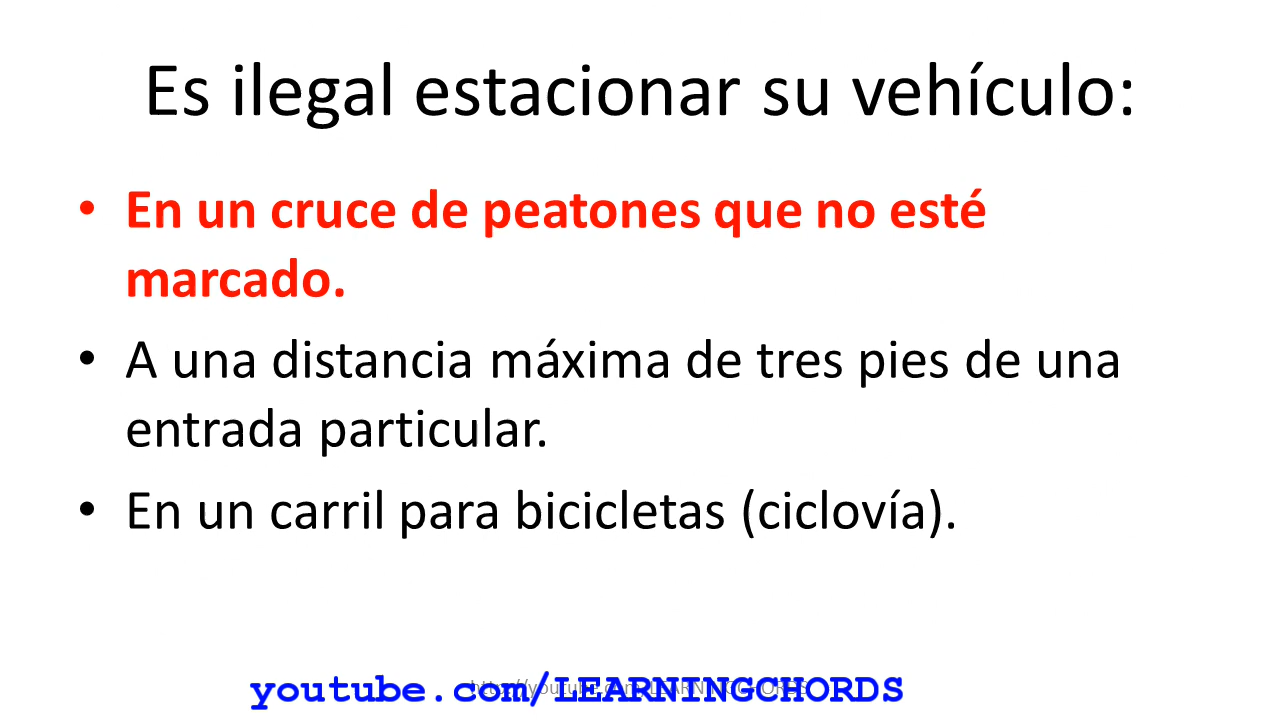 Es ilegal estacionar su vehículo:
• En un cruce de peatones que no esté
marcado.
• A una distancia máxima de tres pies de una
entrada particular.
• En un carril para bicicletas (ciclovía).
youtube.com/LEARNINGCHORDS